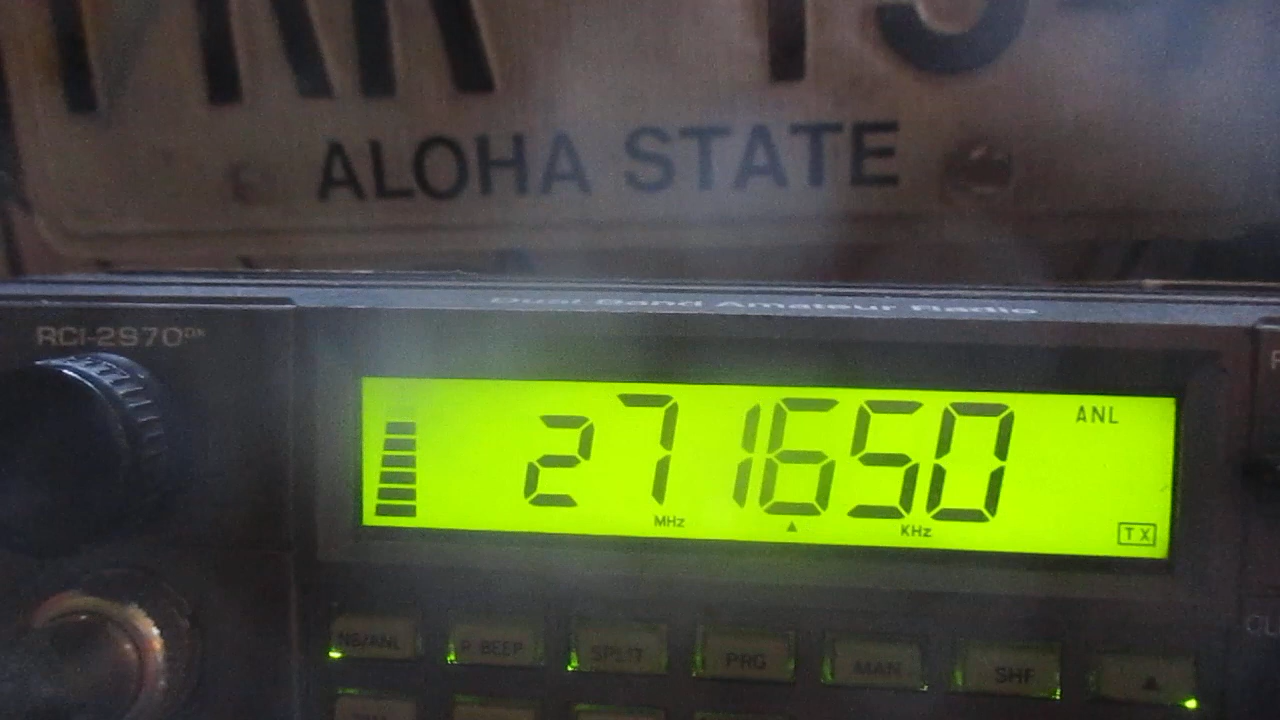 ALOHA STATE
Dual Band Amateur Radio
RCI-2970DX
ANL
27 1650
MHz ▲ KHz
TX
NB/ANL R.BEEP SPLIT PRG MAN SHF ▲